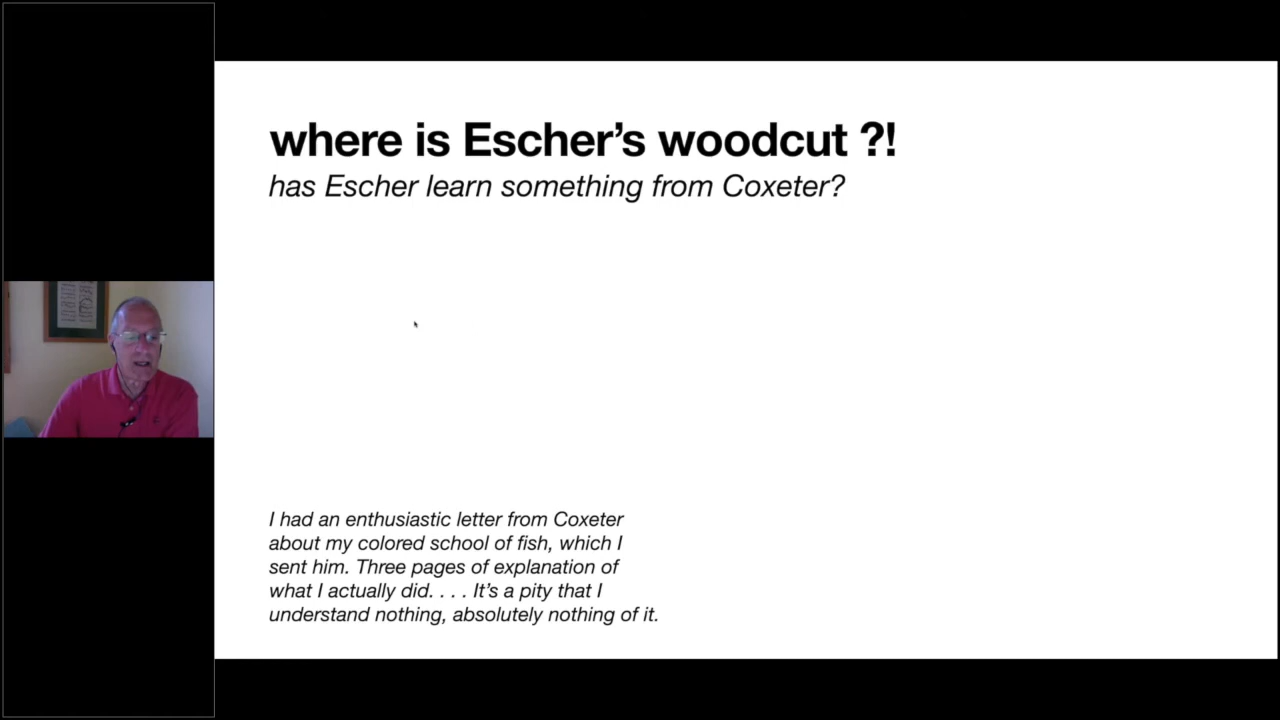 where is Escher’s woodcut ?!
has Escher learn something from Coxeter?
I had an enthusiastic letter from Coxeter
about my colored school of fish, which I
sent him. Three pages of explanation of
what I actually did. . . . It’s a pity that I
understand nothing, absolutely nothing of it.